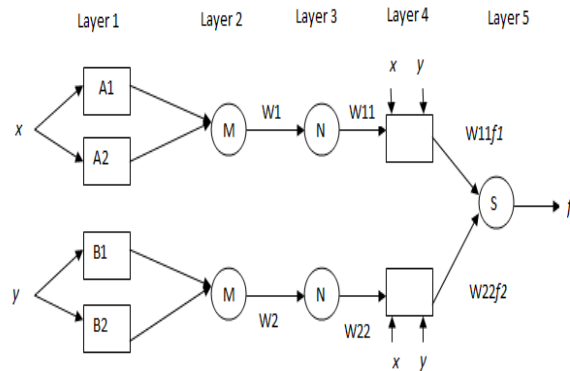 Layer 1 Layer 2 Layer 3 Layer 4 Layer 5
x y
A1
W1 W11
M N
W11f1
x
A2
S
f
B1
y
M N
B2
W22f2
W2 W22
x y